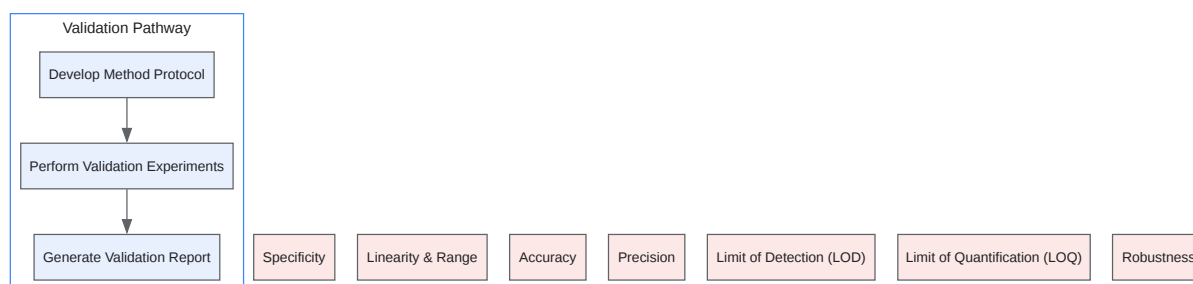 Validation Pathway
Develop Method Protocol
Perform Validation Experiments
Generate Validation Report
Specificity
Linearity & Range
Accuracy
Precision
Limit of Detection (LOD)
Limit of Quantification (LOQ)
Robustness